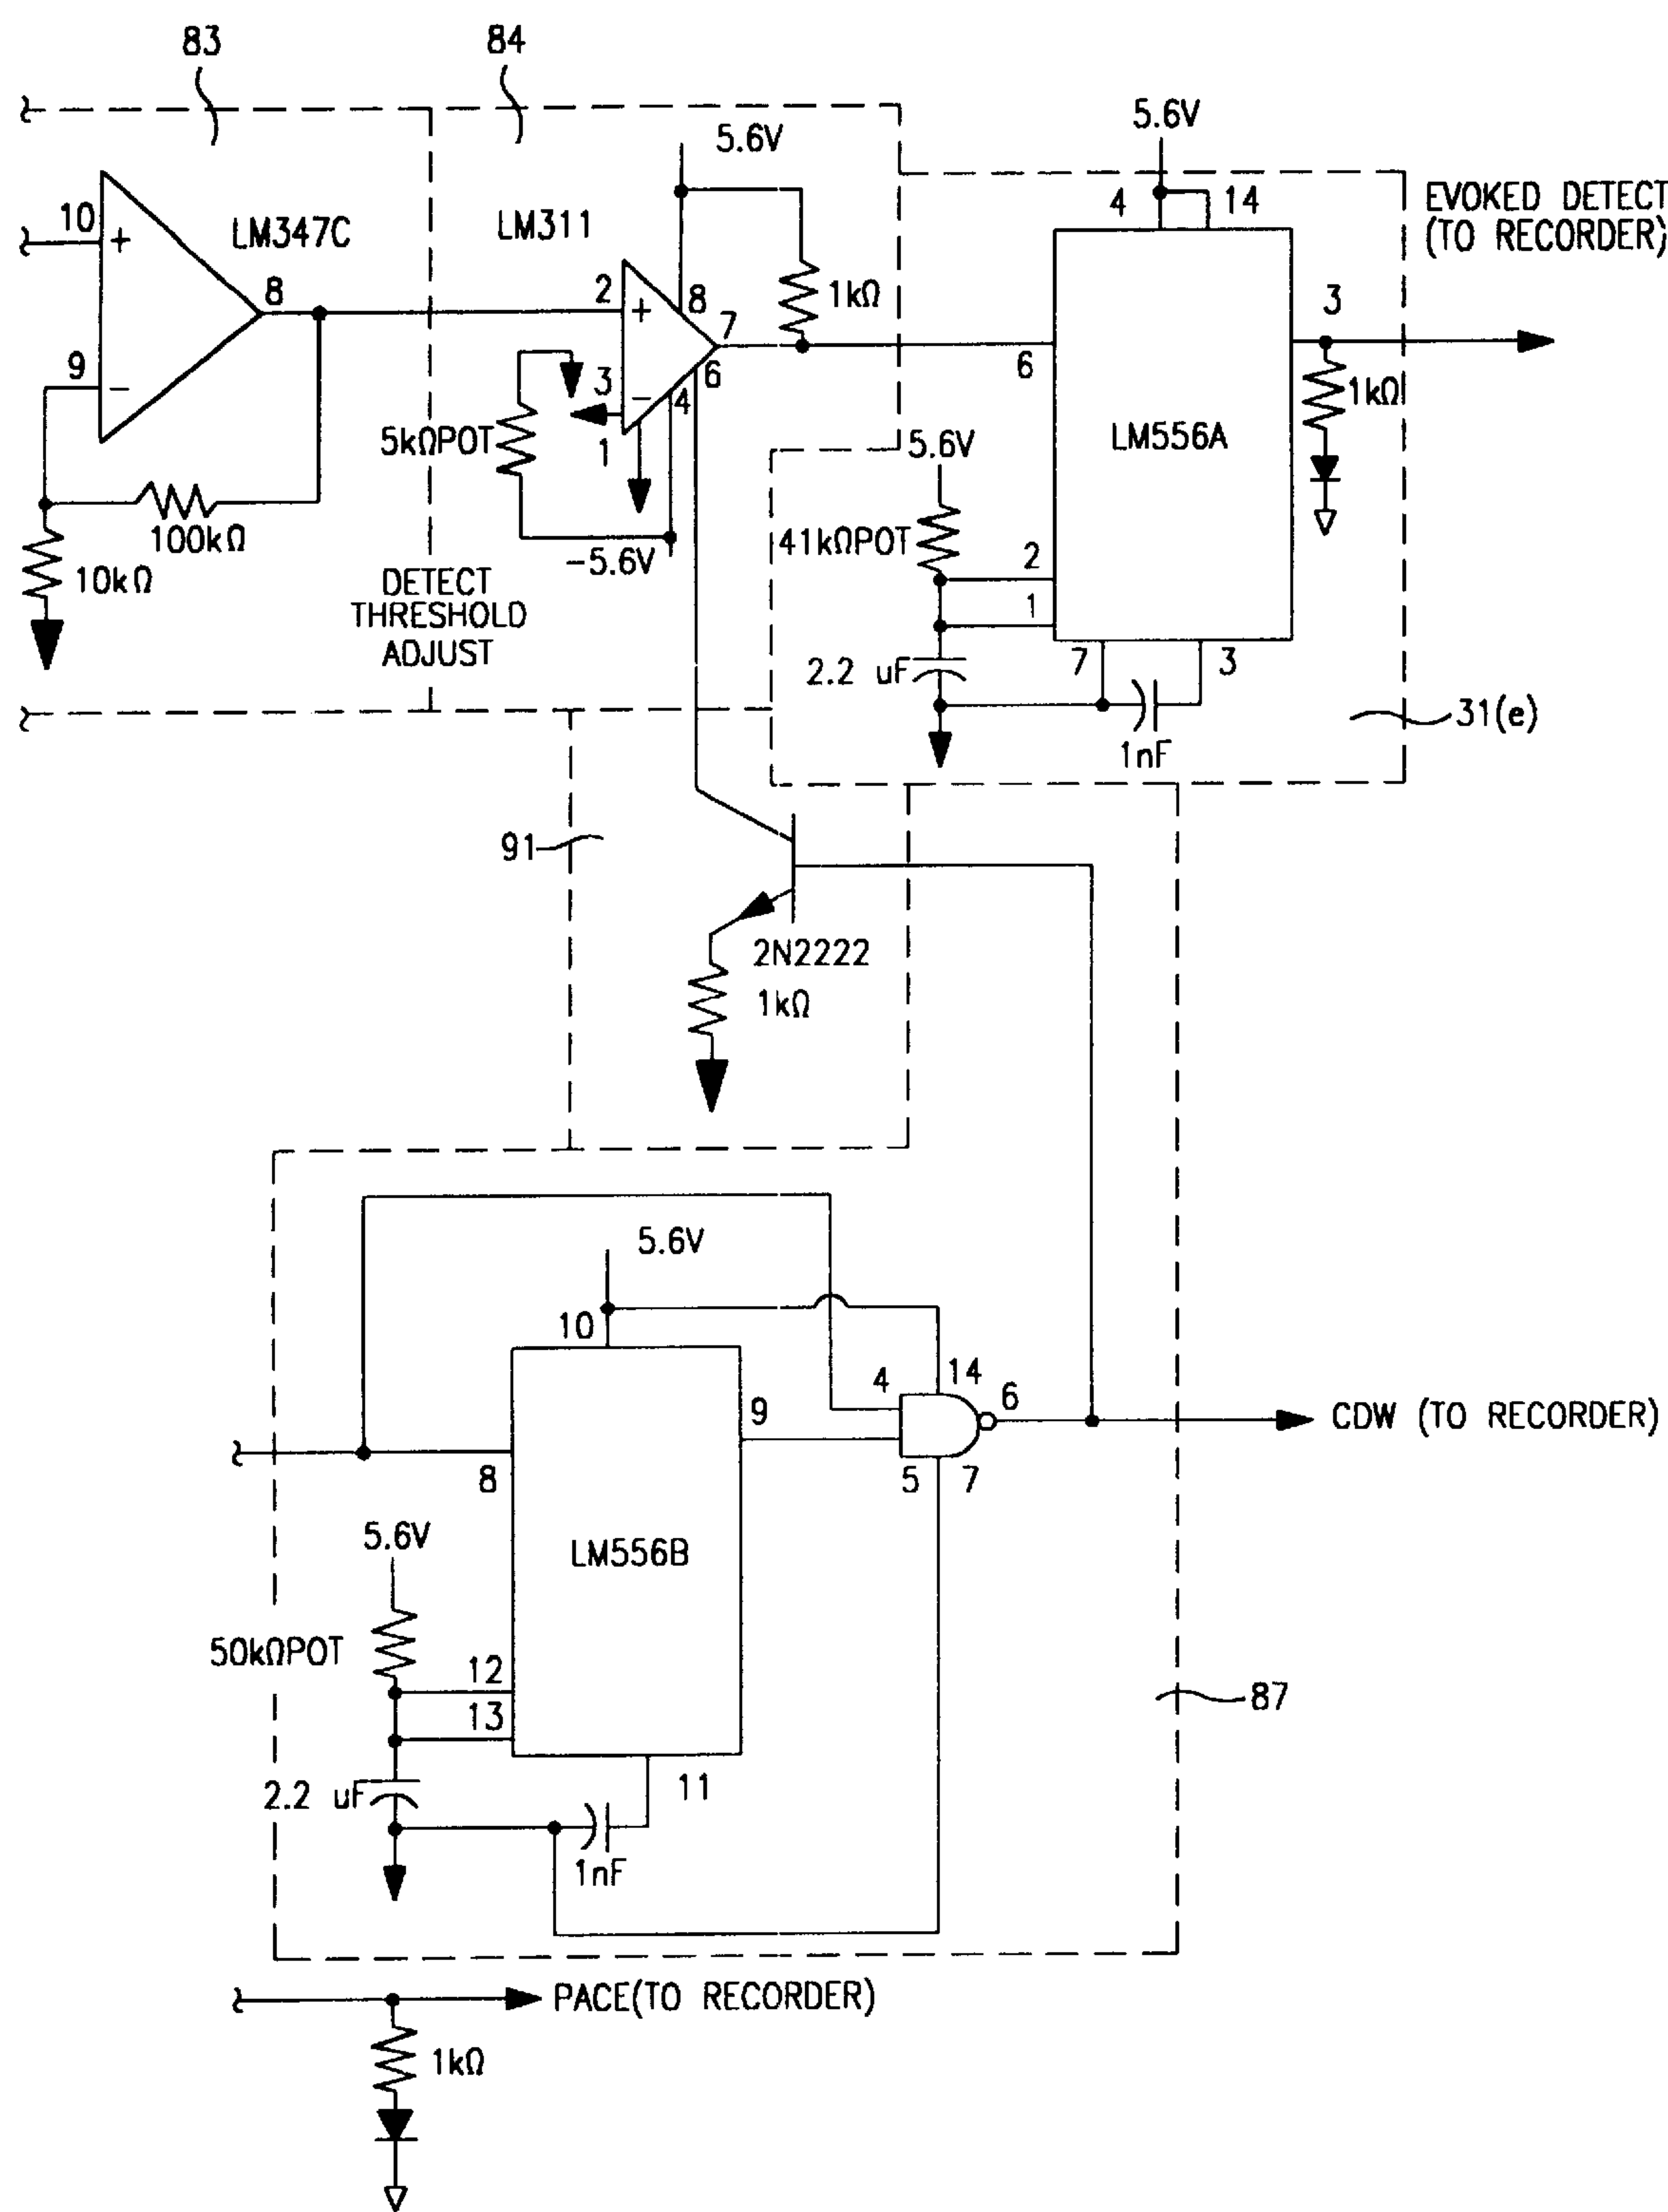 83
84
5.6V
5.6V
4
14
EVOKED DETECT
(TO RECORDER)
10
+
LM347C
LM311
8
2
+
8
7
1kΩ
6
3
1kΩ
9
−
3
−
4
6
1
5kΩPOT
LM556A
5.6V
100kΩ
10kΩ
−5.6V
41kΩPOT
2
1
DETECT
THRESHOLD
ADJUST
2.2 uF
7
3
1nF
31(e)
91
2N2222
1kΩ
5.6V
10
4
14
6
9
CDW (TO RECORDER)
8
5
7
5.6V
LM556B
50kΩPOT
12
13
87
2.2 uF
11
1nF
PACE(TO RECORDER)
1kΩ